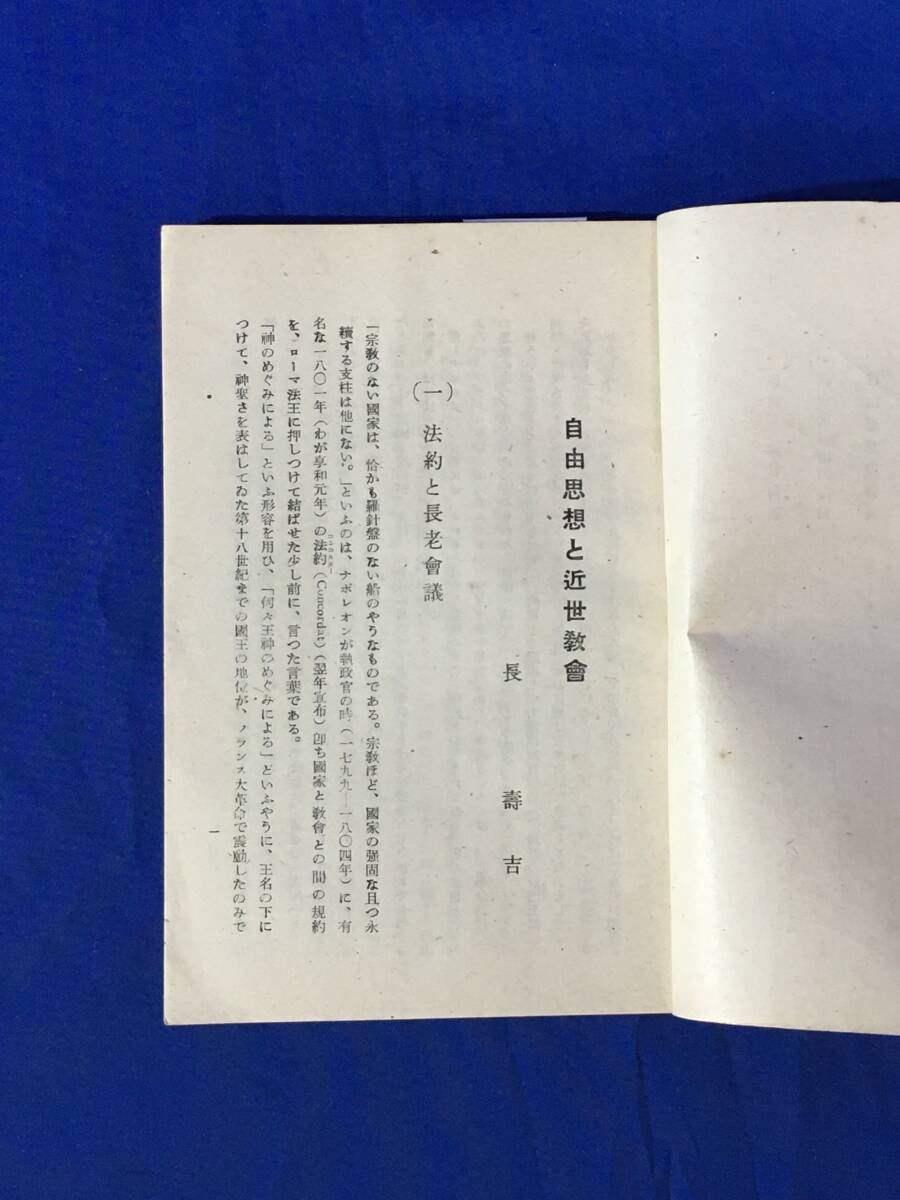 自由思想と近世教會
長壽吉
(一) 法約と長老會議
「宗教のない國家は、恰かも羅針盤のない船のやうなものである。宗教ほど、國家の强固な且つ永
續する支柱は他にない。」といふのは、ナポレオンが執政官の時(一七九九―一八〇四年)に、有
名な一八〇一年(わが享和元年)の法約(Concordat)(翌年宣布)卽ち國家と教會との間の規約
を、ローマ法王に押しつけて結ばせた少し前に、言つた言葉である。
「神のめぐみによる」といふ形容を用ひ、「何々王神のめぐみによる」といふやうに、王名の下に
つけて、神聖さを表はしてゐた第十八世紀までの國王の地位が、フランス大革命で震動したのみで
一